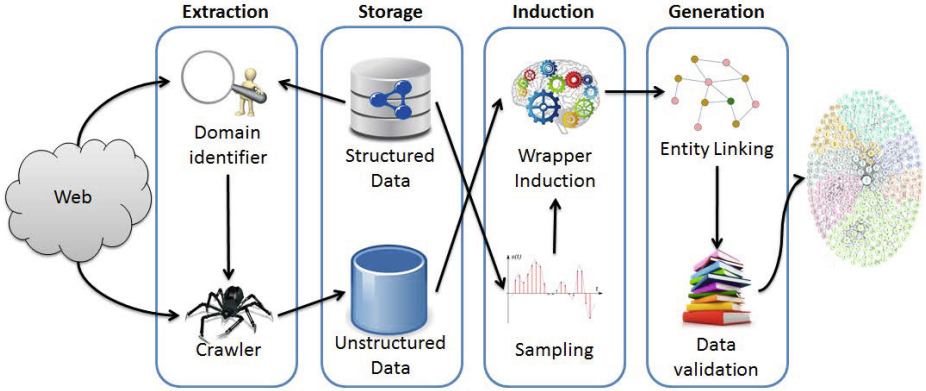 Extraction
Storage
Induction
Generation
Web
Domain
identifier
Crawler
Structured
Data
Unstructured
Data
Wrapper
Induction
x(t)
t
Sampling
Entity Linking
Data
validation